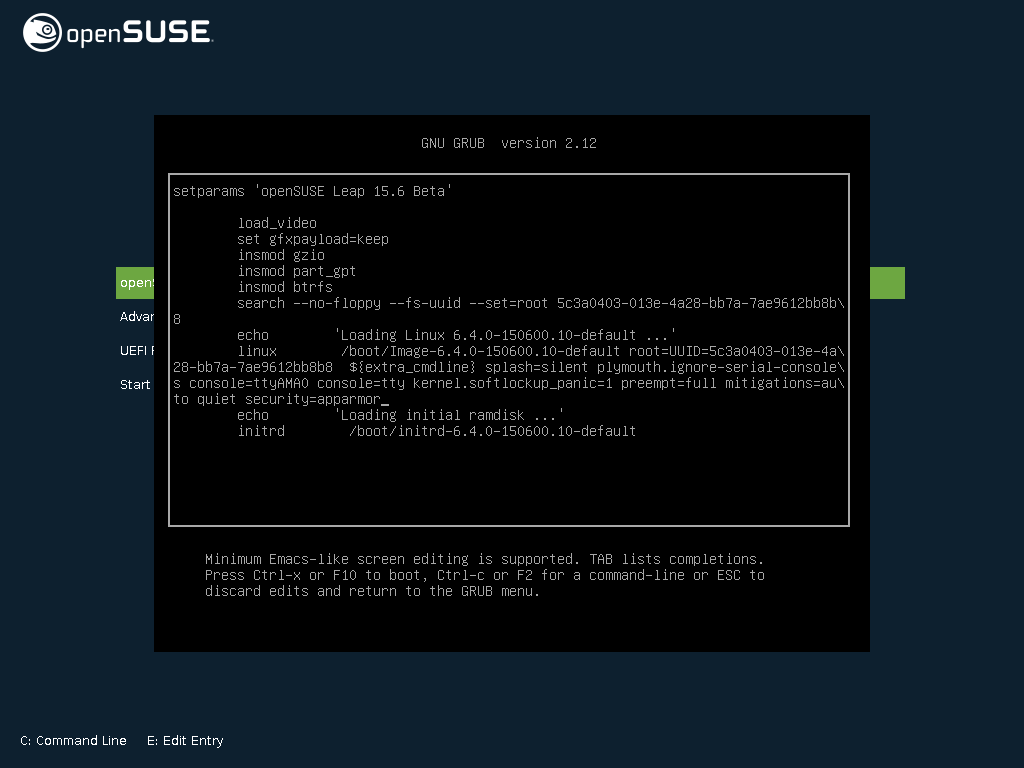 openSUSE.
GNU GRUB  version 2.12
setparams 'openSUSE Leap 15.6 Beta'
load_video
set gfxpayload=keep
insmod gzio
insmod part_gpt
insmod btrfs
search --no-floppy --fs-uuid --set=root 5c3a0403-013e-4a28-bb7a-7ae9612bb8b\
8
echo        'Loading Linux 6.4.0-150600.10-default ...'
linux        /boot/Image-6.4.0-150600.10-default root=UUID=5c3a0403-013e-4a\
28-bb7a-7ae9612bb8b8  ${extra_cmdline} splash=silent plymouth.ignore-serial-console\
s console=ttyAMA0 console=tty kernel.softlockup_panic=1 preempt=full mitigations=au\
to quiet security=apparmor_
echo        'Loading initial ramdisk ...'
initrd        /boot/initrd-6.4.0-150600.10-default
openS
Advan
UEFI F
Start
Minimum Emacs-like screen editing is supported. TAB lists completions.
Press Ctrl-x or F10 to boot, Ctrl-c or F2 for a command-line or ESC to
discard edits and return to the GRUB menu.
C: Command Line     E: Edit Entry